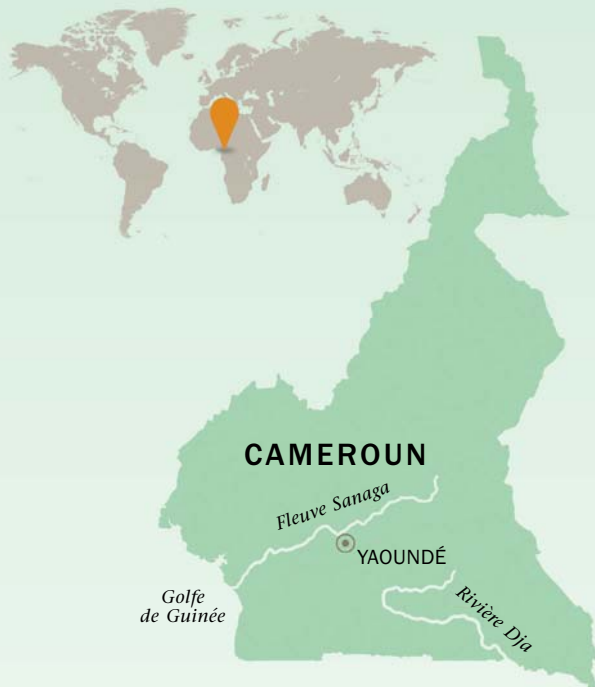 CAMEROUN
Fleuve Sanaga
YAOUNDÉ
Golfe
de Guinée
Rivière Dja